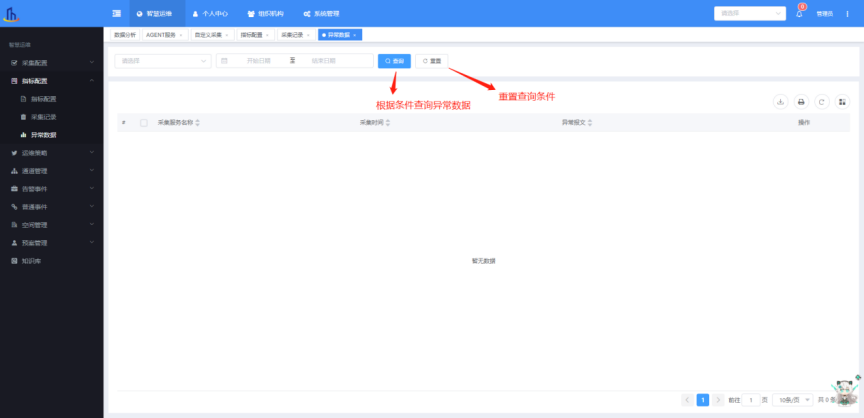 智慧运维
个人中心
组织机构
系统管理
请选择
8
管理员
数据分析
AGENT服务 ×
自定义采集 ×
指标配置 ×
采集记录 ×
异常数据 ×
智慧运维
采集配置
指标配置
指标配置
采集记录
异常数据
运维策略
通道管理
告警事件
普通事件
空间管理
预案管理
知识库
请选择
开始日期 至 结束日期
查询
重置
根据条件查询异常数据
重置查询条件
# 采集服务名称 采集时间 异常报文 操作
暂无数据
1 前往 1 页 10条/页 共 0 条